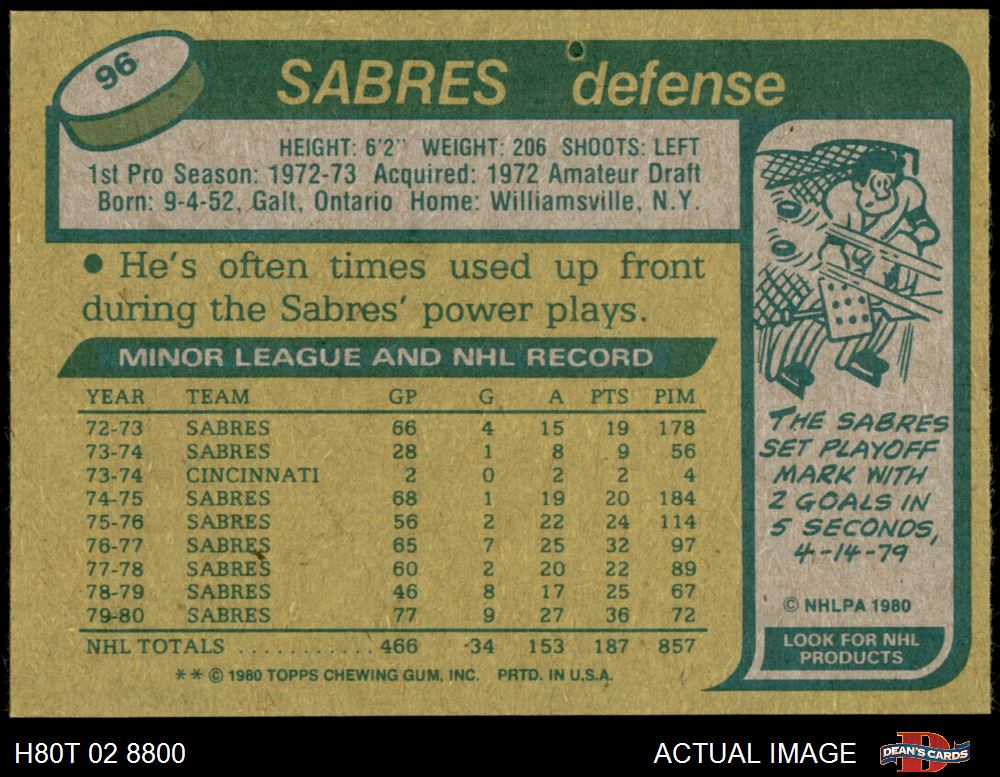 96
SABRES defense
HEIGHT: 6'2" WEIGHT: 206 SHOOTS: LEFT
1st Pro Season: 1972-73 Acquired: 1972 Amateur Draft
Born: 9-4-52, Galt, Ontario Home: Williamsville, N.Y.
● He's often times used up front
during the Sabres' power plays.
MINOR LEAGUE AND NHL RECORD
YEAR TEAM GP G A PTS PIM
72-73 SABRES 66 4 15 19 178
73-74 SABRES 28 1 8 9 56
73-74 CINCINNATI 2 0 2 2 4
74-75 SABRES 68 1 19 20 184
75-76 SABRES 56 2 22 24 114
76-77 SABRES 65 7 25 32 97
77-78 SABRES 60 2 20 22 89
78-79 SABRES 46 8 17 25 67
79-80 SABRES 77 9 27 36 72
NHL TOTALS ........... 466 34 153 187 857
** © 1980 TOPPS CHEWING GUM, INC. PRTD. IN U.S.A.
THE SABRES
SET PLAYOFF
MARK WITH
2 GOALS IN
5 SECONDS,
4-14-79
© NHLPA 1980
LOOK FOR NHL
PRODUCTS
H80T 02 8800
ACTUAL IMAGE
DEAN'S CARDS